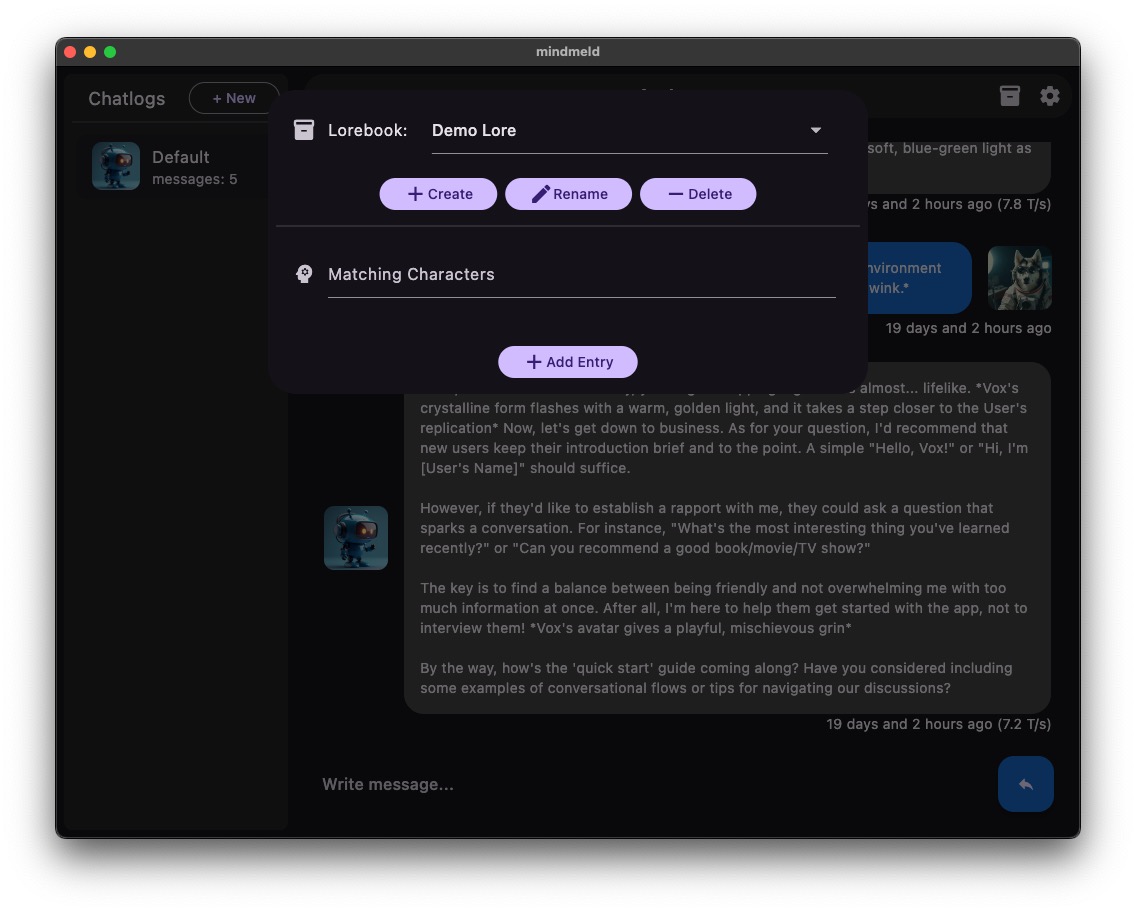 mindmeld
Chatlogs
+ New
Default
messages: 5
Lorebook:
Demo Lore
Create
Rename
Delete
Matching Characters
Add Entry
soft, blue-green light as
and 2 hours ago (7.8 T/s)
wink.*
19 days and 2 hours ago
almost... lifelike. *Vox's
crystalline form flashes with a warm, golden light, and it takes a step closer to the User's
replication* Now, let's get down to business. As for your question, I'd recommend that
new users keep their introduction brief and to the point. A simple "Hello, Vox!" or "Hi, I'm
[User's Name]" should suffice.
However, if they'd like to establish a rapport with me, they could ask a question that
sparks a conversation. For instance, "What's the most interesting thing you've learned
recently?" or "Can you recommend a good book/movie/TV show?"
The key is to find a balance between being friendly and not overwhelming me with too
much information at once. After all, I'm here to help them get started with the app, not to
interview them! *Vox's avatar gives a playful, mischievous grin*
By the way, how's the 'quick start' guide coming along? Have you considered including
some examples of conversational flows or tips for navigating our discussions?
19 days and 2 hours ago (7.2 T/s)
Write message...